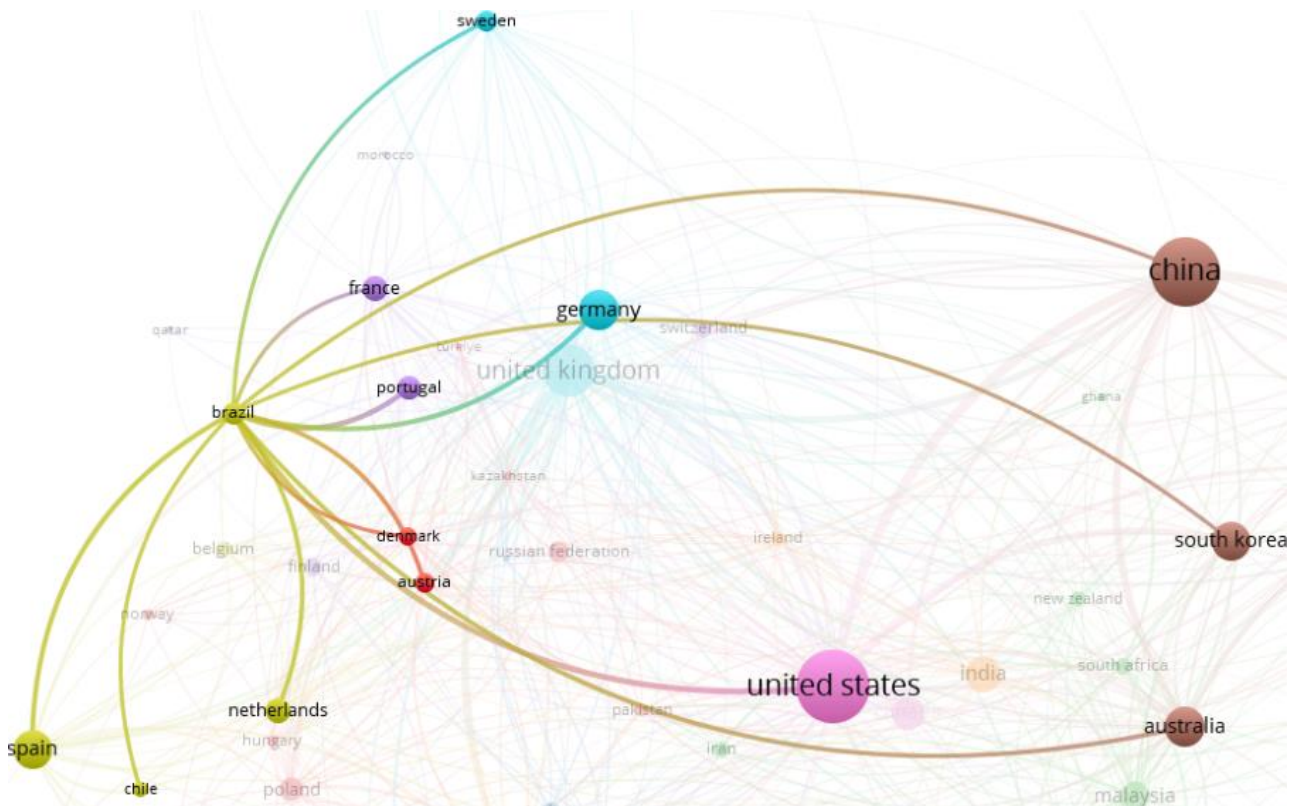 sweden
morocco
china
france
germany
qatar
switzerland
türkiye
united kingdom
portugal
ghana
brazil
kazakhstan
denmark
ireland
south korea
belgium
russian federation
finland
austria
new zealand
norway
south africa
india
united states
netherlands
pakistan
australia
hungary
iran
spain
chile
poland
malaysia